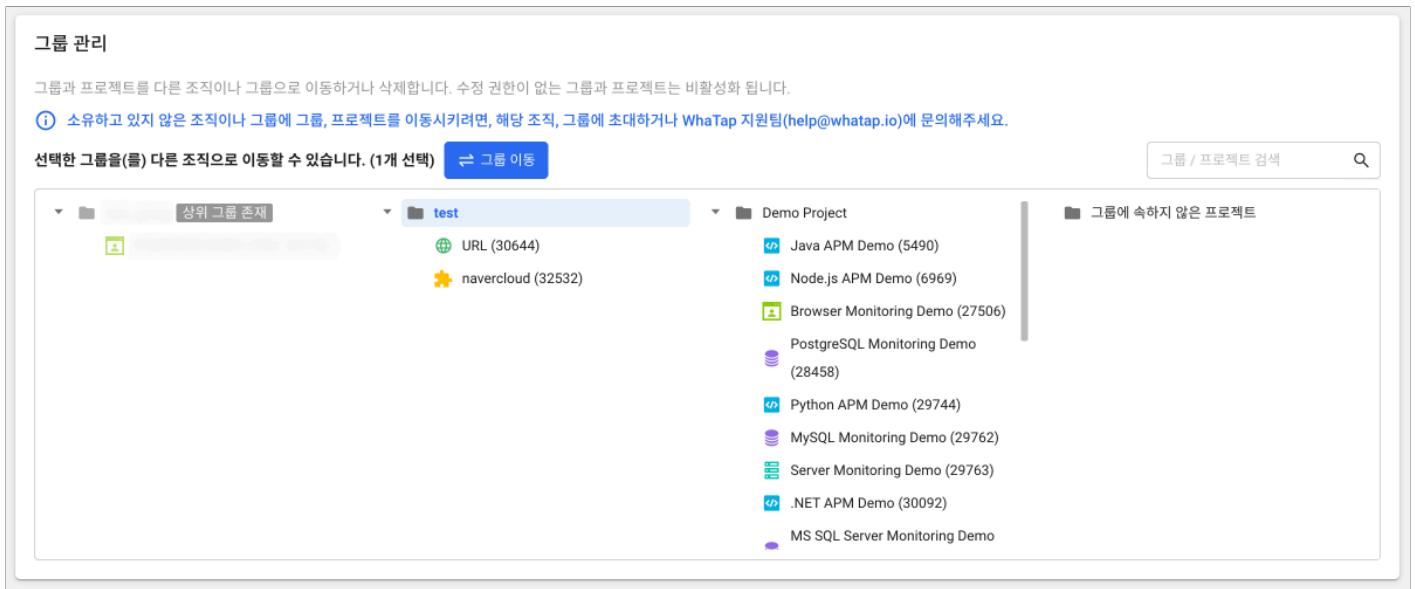 그룹 관리
그룹과 프로젝트를 다른 조직이나 그룹으로 이동하거나 삭제합니다. 수정 권한이 없는 그룹과 프로젝트는 비활성화 됩니다.
소유하고 있지 않은 조직이나 그룹에 그룹, 프로젝트를 이동시키려면, 해당 조직, 그룹에 초대하거나 WhaTap 지원팀(help@whatap.io)에 문의해주세요.
선택한 그룹을(를) 다른 조직으로 이동할 수 있습니다. (1개 선택)
그룹 이동
그룹 / 프로젝트 검색
상위 그룹 존재
test
URL (30644)
navercloud (32532)
Demo Project
Java APM Demo (5490)
Node.js APM Demo (6969)
Browser Monitoring Demo (27506)
PostgreSQL Monitoring Demo
(28458)
Python APM Demo (29744)
MySQL Monitoring Demo (29762)
Server Monitoring Demo (29763)
.NET APM Demo (30092)
MS SQL Server Monitoring Demo
그룹에 속하지 않은 프로젝트